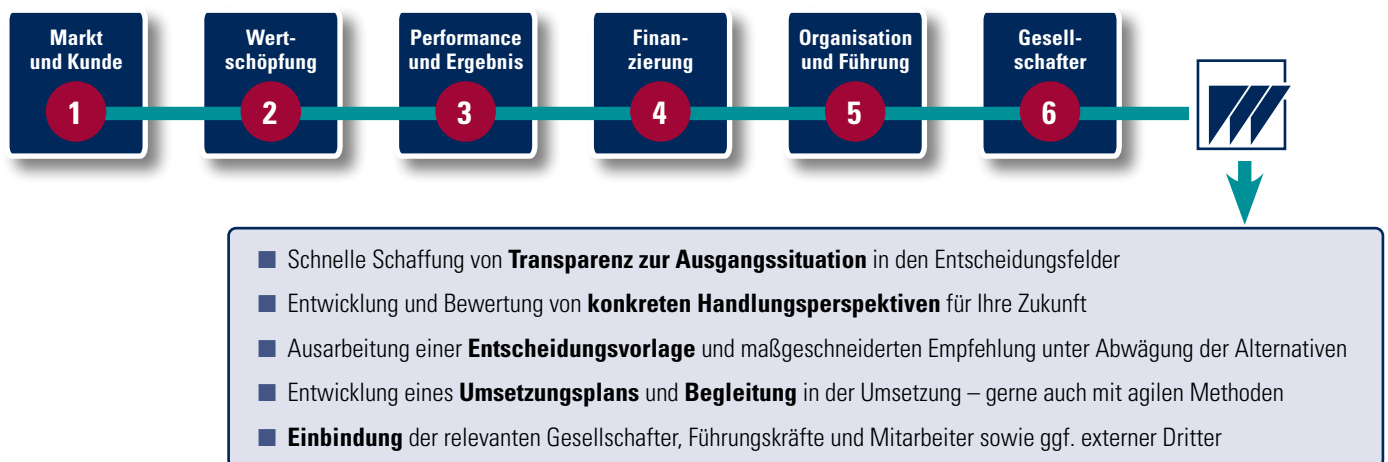 Markt
und Kunde
1
Wert-
schöpfung
2
Performance
und Ergebnis
3
Finan-
zierung
4
Organisation
und Führung
5
Gesell-
schafter
6
■ Schnelle Schaffung von Transparenz zur Ausgangssituation in den Entscheidungsfelder
■ Entwicklung und Bewertung von konkreten Handlungsperspektiven für Ihre Zukunft
■ Ausarbeitung einer Entscheidungsvorlage und maßgeschneiderten Empfehlung unter Abwägung der Alternativen
■ Entwicklung eines Umsetzungsplans und Begleitung in der Umsetzung – gerne auch mit agilen Methoden
■ Einbindung der relevanten Gesellschafter, Führungskräfte und Mitarbeiter sowie ggf. externer Dritter